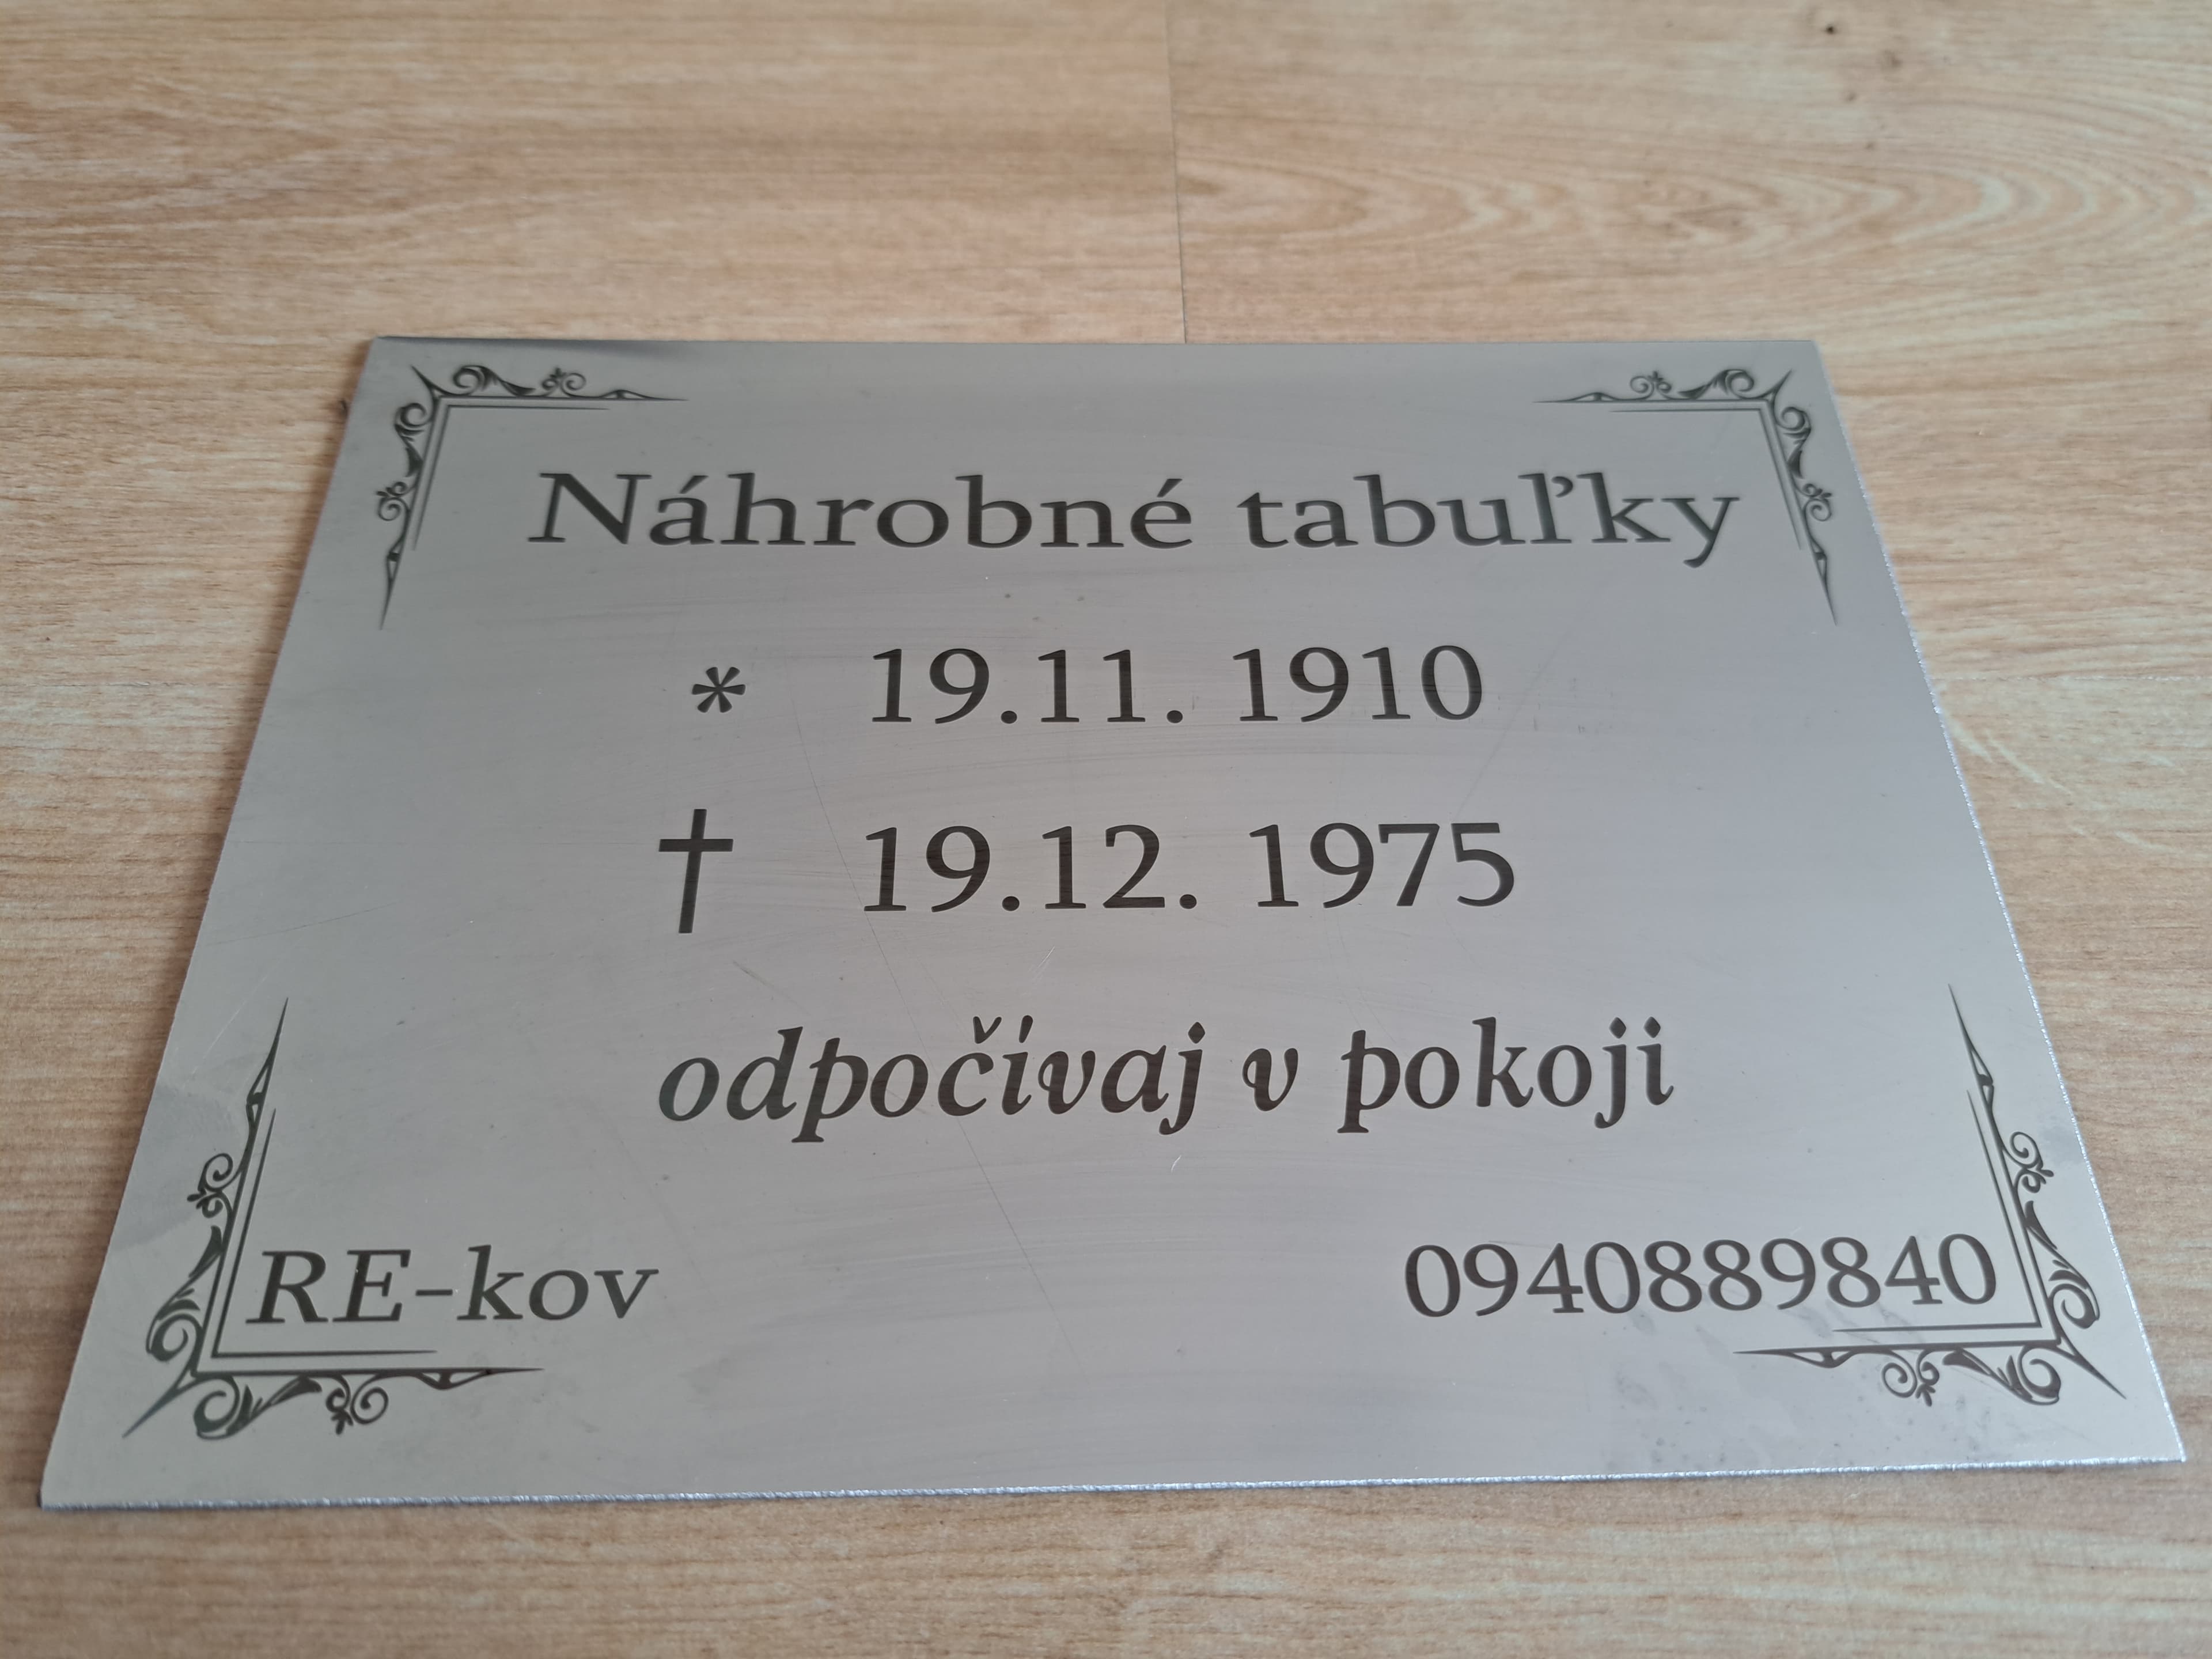 Náhrobné tabuľky
* 19.11. 1910
† 19.12. 1975
odpočívaj v pokoji
RE-kov 0940889840